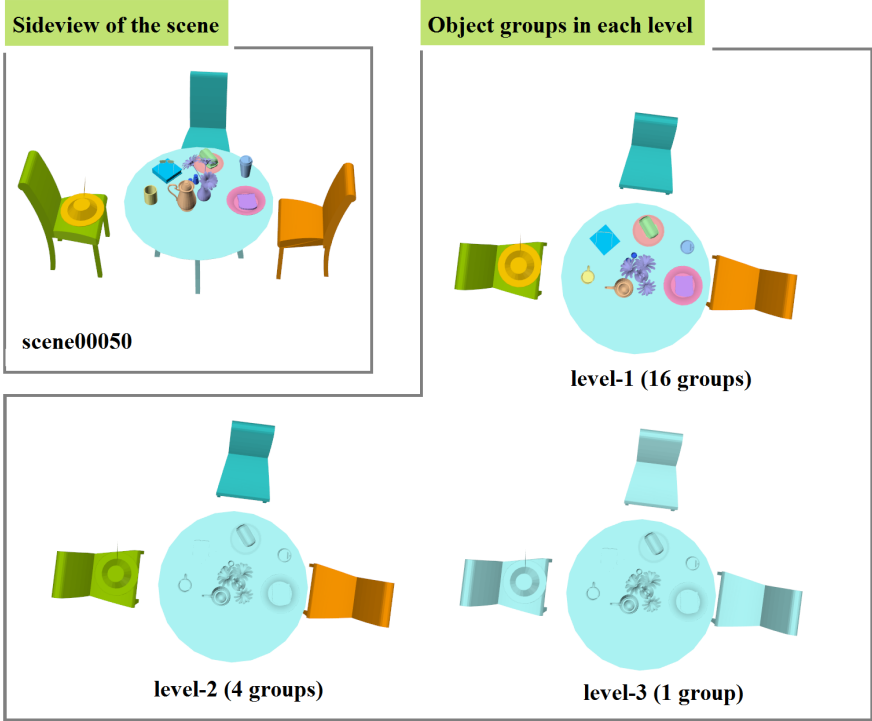 Sideview of the scene
Object groups in each level
scene00050
level-1 (16 groups)
level-2 (4 groups)
level-3 (1 group)